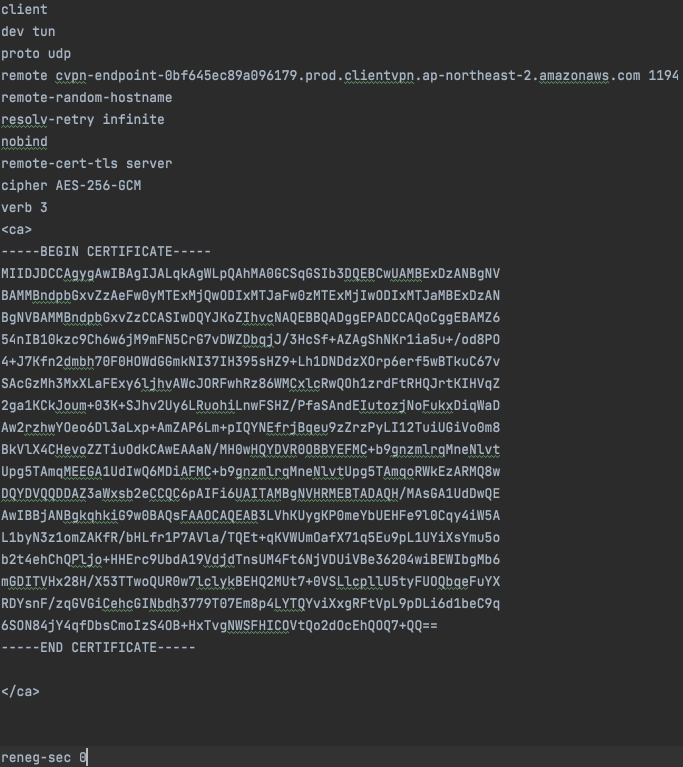 client
dev tun
proto udp
remote cvpn-endpoint-0bf645ec89a096179.prod.clientvpn.ap-northeast-2.amazonaws.com 1194
remote-random-hostname
resolv-retry infinite
nobind
remote-cert-tls server
cipher AES-256-GCM
verb 3
<ca>
-----BEGIN CERTIFICATE-----
MIIDJDCCAgygAwIBAgIJALqkAgWLpQAhMA0GCSqGSIb3DQEBCwUAMBExDzANBgNV
BAMMBndpbGxvZzAeFw0yMTExMjQwODIxMTJaFw0zMTExMjIwODIxMTJaMBExDzAN
BgNVBAMMBndpbGxvZzCCASIwDQYJKoZIhvcNAQEBBQADggEPADCCAQoCggEBAMZ6
54nIB10kzc9Ch6w6jM9mFN5CrG7vDWZDbqjJ/3HcSf+AZAgShNKr1ia5u+/od8PO
4+J7Kfn2dmbh70F0HOWdGGmkNI37IH395sHZ9+Lh1DNDdzXOrp6erf5wBTkuC67v
SAcGzMh3MxXLaFExy6ljhvAWcJORFwhRz86WMCxlcRwQOh1zrdFtRHQJrtKIHVqZ
2ga1KCkJoum+03K+SJhv2Uy6LRuohiLnwFSHZ/PfaSAndEIutozjNoFukxDiqWaD
Aw2rzhwYOeo6Dl3aLxp+AmZAP6Lm+pIQYNEfrjBqeu9zZrzPyLI12TuiUGiVo0m8
BkVlX4CHevoZZTiuOdkCAwEAAaN/MH0wHQYDVR0OBBYEFMC+b9gnzmlrqMneNlvt
Upg5TAmqMEEGA1UdIwQ6MDiAFMC+b9gnzmlrqMneNlvtUpg5TAmqoRWkEzARMQ8w
DQYDVQQDDAZ3aWxsb2eCCQC6pAIFi6UAITAMBgNVHRMEBTADAQH/MAsGA1UdDwQE
AwIBBjANBgkqhkiG9w0BAQsFAAOCAQEAB3LVhKUygKP0meYbUEHFe9l0Cqy4iW5A
L1byN3z1omZAKfR/bHLfr1P7AVla/TQEt+qKVWUmOafX71q5Eu9pL1UYiXsYmu5o
b2t4ehChQPljo+HHErc9UbdA19VdjdTnsUM4Ft6NjVDUiVBe36204wiBEWIbgMb6
mGDITVHx28H/X53TTwoQUR0w7lclykBEHQ2MUt7+0VSLlcpllU5tyFUOQbqeFuYX
RDYsnF/zqGVGiCehcGINbdh3779T07Em8p4LYTQYviXxgRFtVpL9pDLi6d1beC9q
6SON84jY4qfDbsCmoIzS4OB+HxTvgNWSFHICOVtQo2dOcEhQOQ7+QQ==
-----END CERTIFICATE-----
</ca>
reneg-sec 0